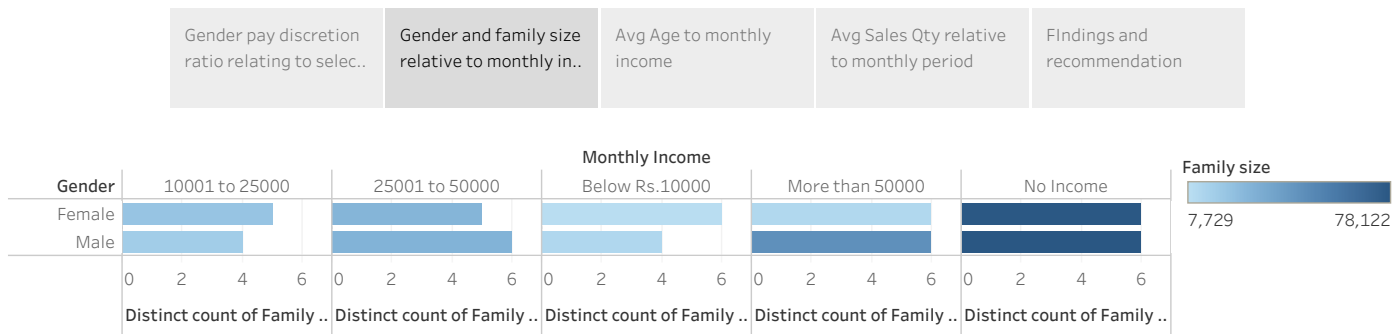 Gender pay discretion
ratio relating to selec..
Gender and family size
relative to monthly in..
Avg Age to monthly
income
Avg Sales Qty relative
to monthly period
FIndings and
recommendation
Monthly Income
Gender 10001 to 25000 25001 to 50000 Below Rs.10000 More than 50000 No Income
Female
Male
0 2 4 6 0 2 4 6 0 2 4 6 0 2 4 6 0 2 4 6
Distinct count of Family .. Distinct count of Family .. Distinct count of Family .. Distinct count of Family .. Distinct count of Family ..
Family size
7,729 78,122